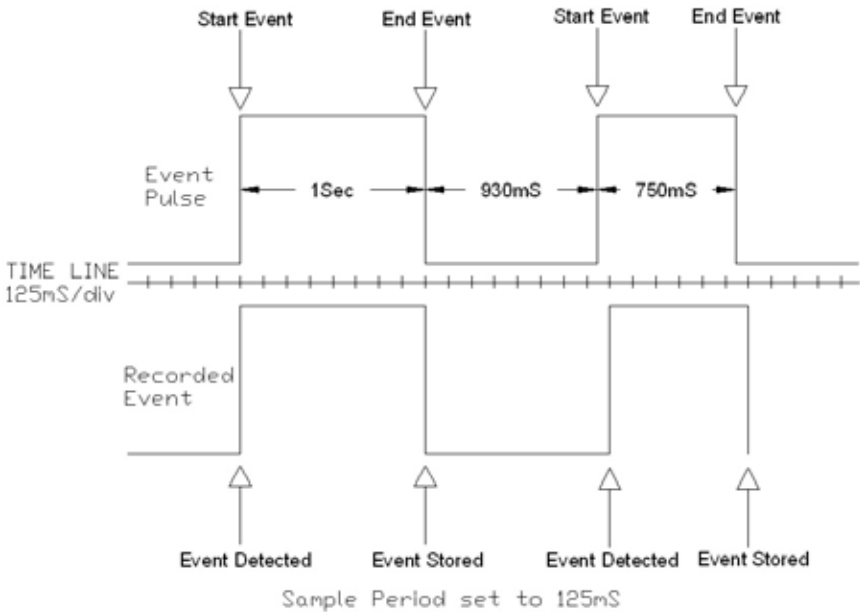 Start Event End Event Start Event End Event
Event
Pulse
1Sec 930mS 750mS
TIME LINE
125mS/div
Recorded
Event
Event Detected Event Stored Event Detected Event Stored
Sample Period set to 125mS